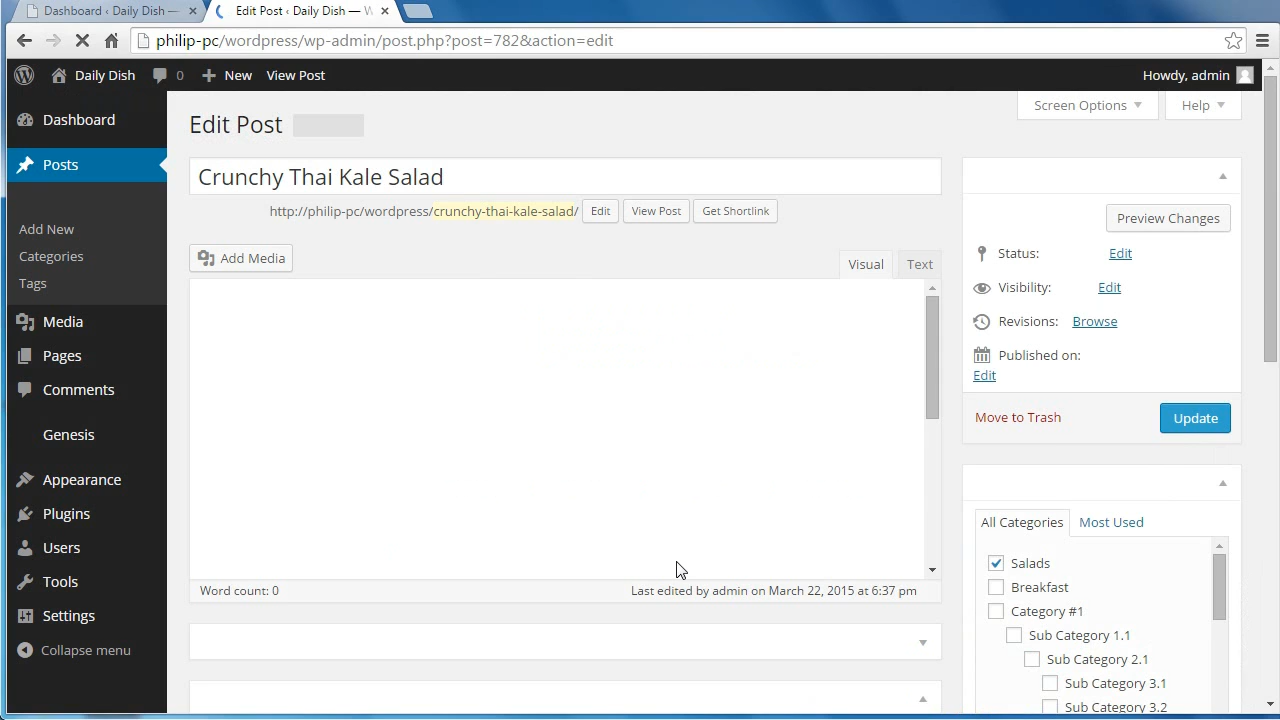 Dashboard ‹ Daily Dish —
Edit Post ‹ Daily Dish — W
philip-pc/wordpress/wp-admin/post.php?post=782&action=edit
Daily Dish
0
New
View Post
Howdy, admin
Dashboard
Posts
Add New
Categories
Tags
Media
Pages
Comments
Genesis
Appearance
Plugins
Users
Tools
Settings
Collapse menu
Screen Options
Help
Edit Post
Crunchy Thai Kale Salad
http://philip-pc/wordpress/crunchy-thai-kale-salad/
Edit
View Post
Get Shortlink
Add Media
Visual
Text
Word count: 0
Last edited by admin on March 22, 2015 at 6:37 pm
Preview Changes
Status: Edit
Visibility: Edit
Revisions: Browse
Published on:
Edit
Move to Trash
Update
All Categories
Most Used
Salads
Breakfast
Category #1
Sub Category 1.1
Sub Category 2.1
Sub Category 3.1
Sub Category 3.2